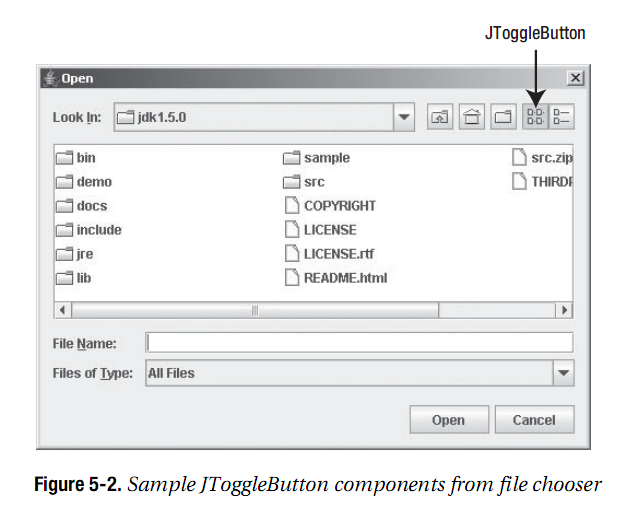 JToggleButton
Open
Look In: jdk1.5.0
bin sample src.zip
demo src THIRDP
docs COPYRIGHT
include LICENSE
jre LICENSE.rtf
lib README.html
File Name:
Files of Type: All Files
Open Cancel
Figure 5-2. Sample JToggleButton components from file chooser